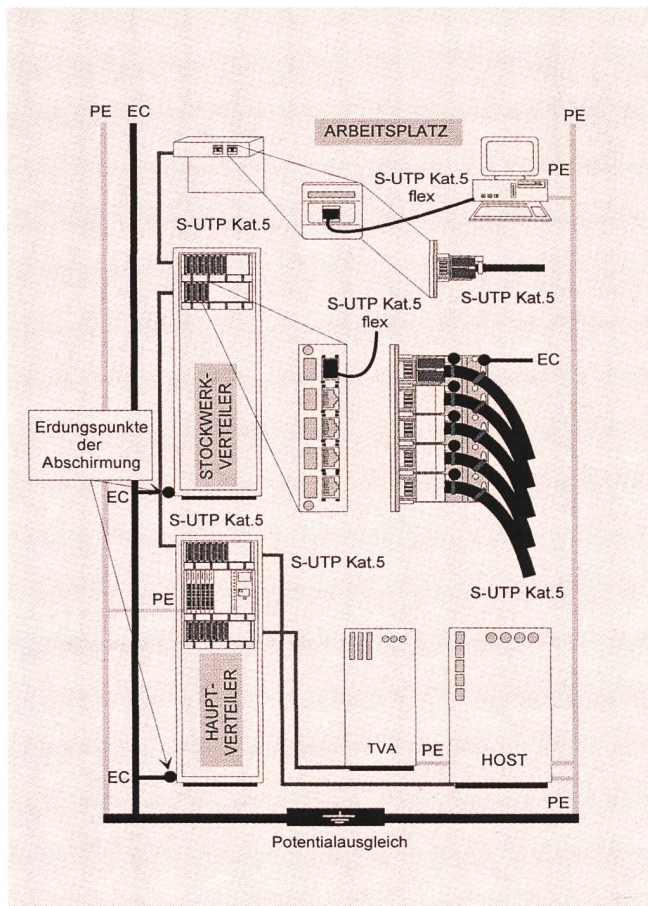 PE EC
PE
ARBEITSPLATZ
PE
S-UTP Kat.5
flex
S-UTP Kat.5
S-UTP Kat.5
S-UTP Kat.5
flex
EC
STOCKWERK-
VERTEILER
Erdungspunkte
der
Abschirmung
EC
S-UTP Kat.5
S-UTP Kat.5
S-UTP Kat.5
PE
HAUPT-
VERTEILER
TVA
PE
HOST
EC
PE
Potentialausgleich